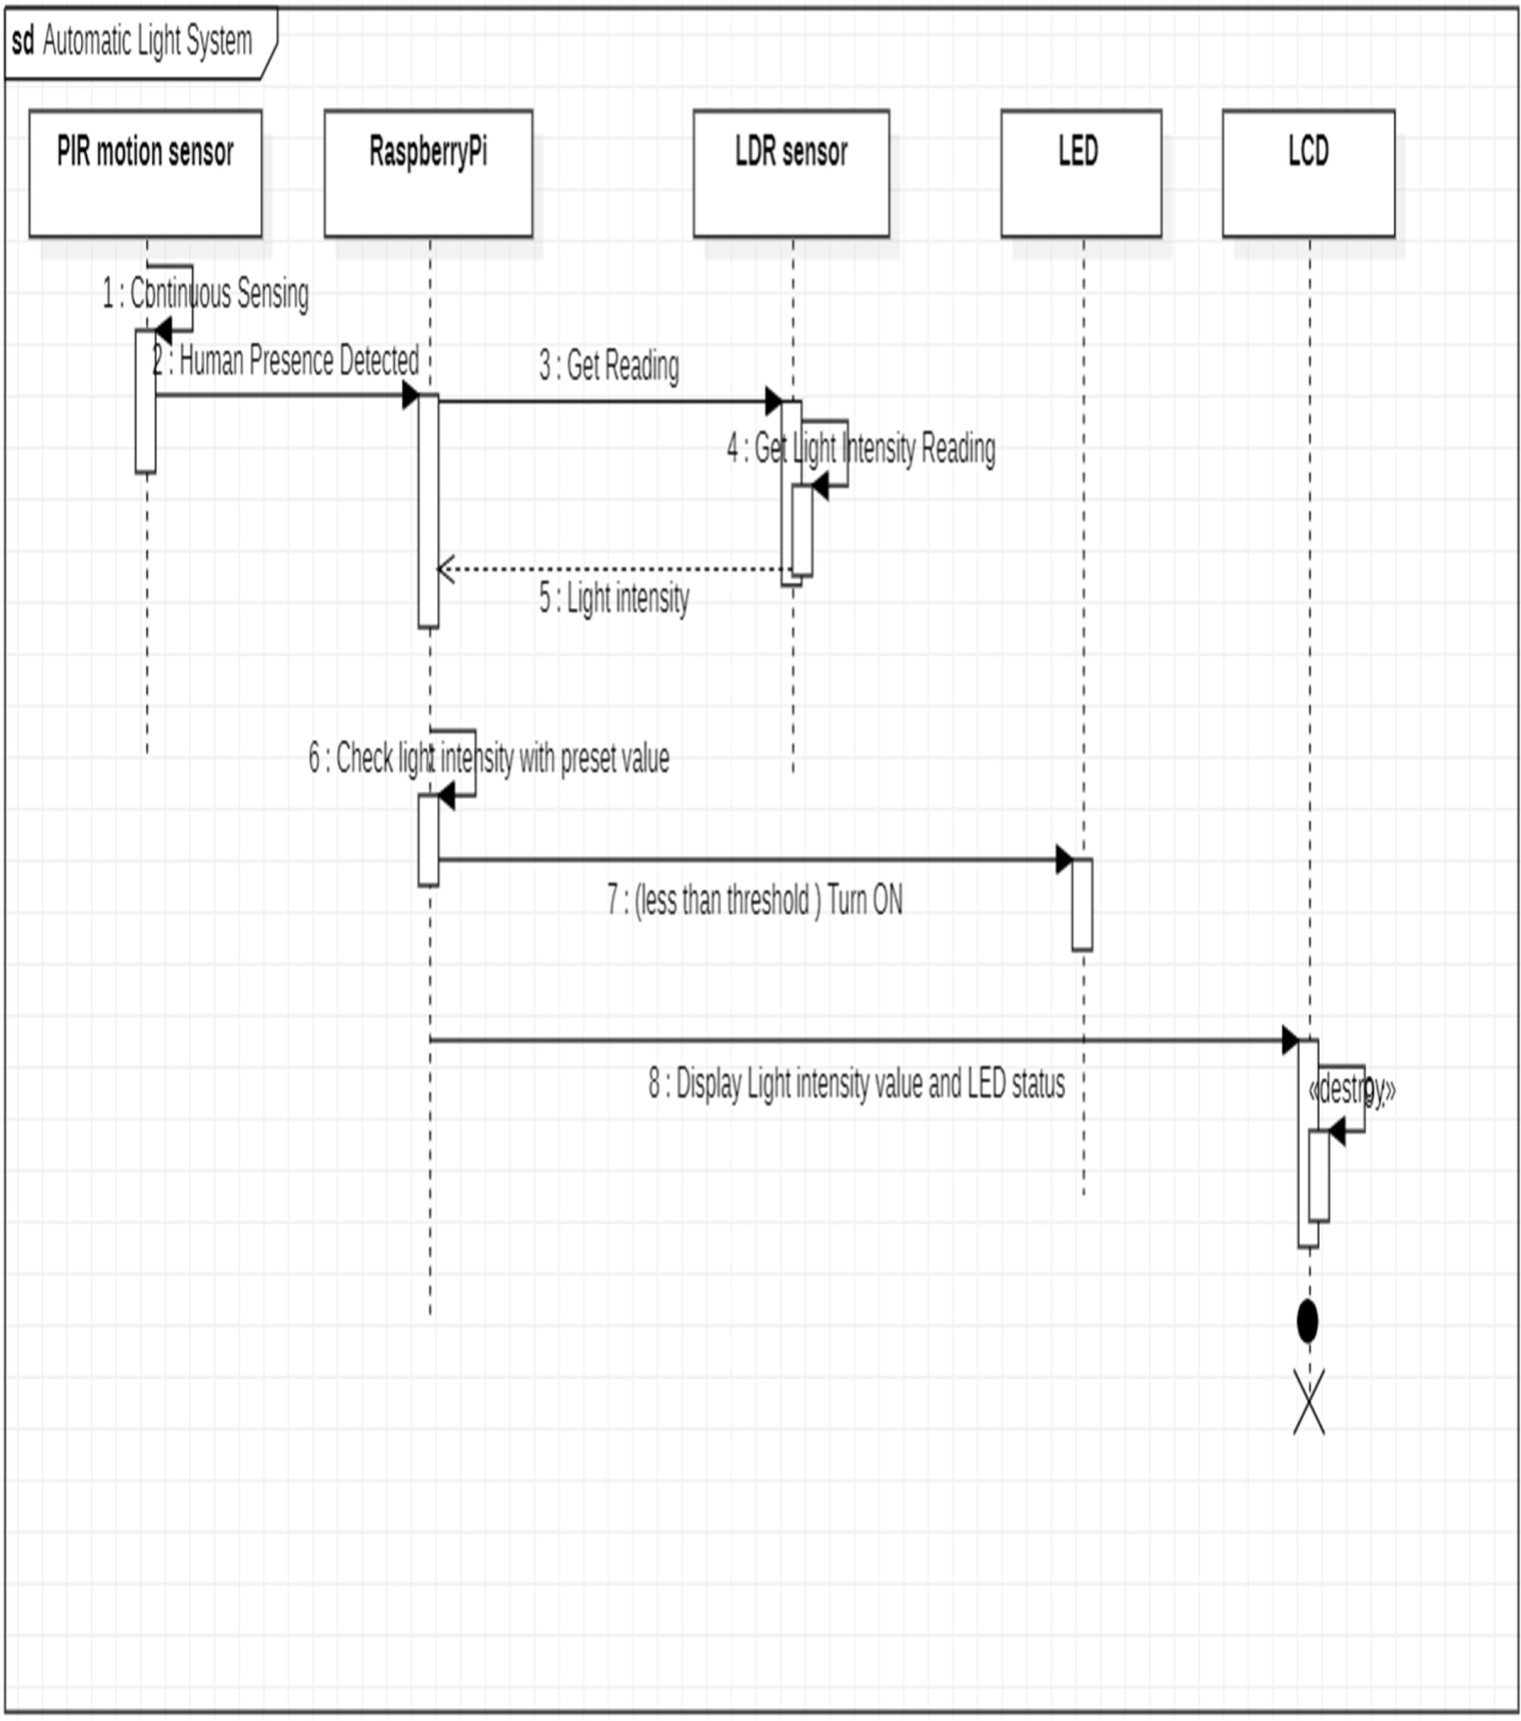 sd Automatic Light System
PIR motion sensor
RaspberryPi
LDR sensor
LED
LCD
1 : Continuous Sensing
2 : Human Presence Detected
3 : Get Reading
4 : Get Light Intensity Reading
5 : Light intensity
6 : Check light intensity with preset value
7 : (less than threshold ) Turn ON
8 : Display Light intensity value and LED status
«destroy»